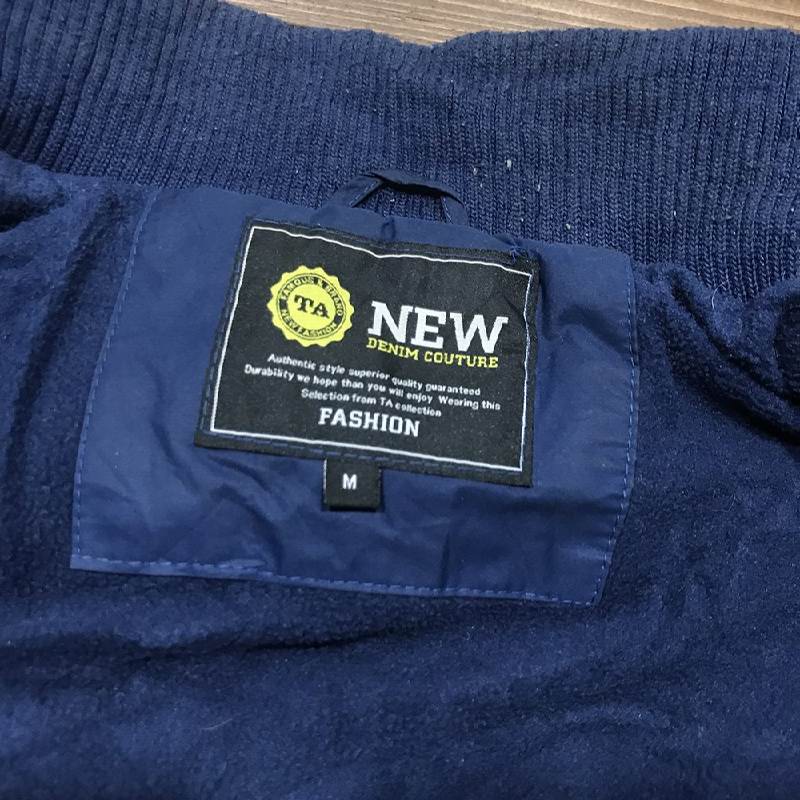 FAMOUS & BRAND
TA
NEW FASHION
NEW
DENIM COUTURE
Authentic style superior quality guaranteed
Durability we hope than you will enjoy Wearing this
Selection from TA collection
FASHION
M